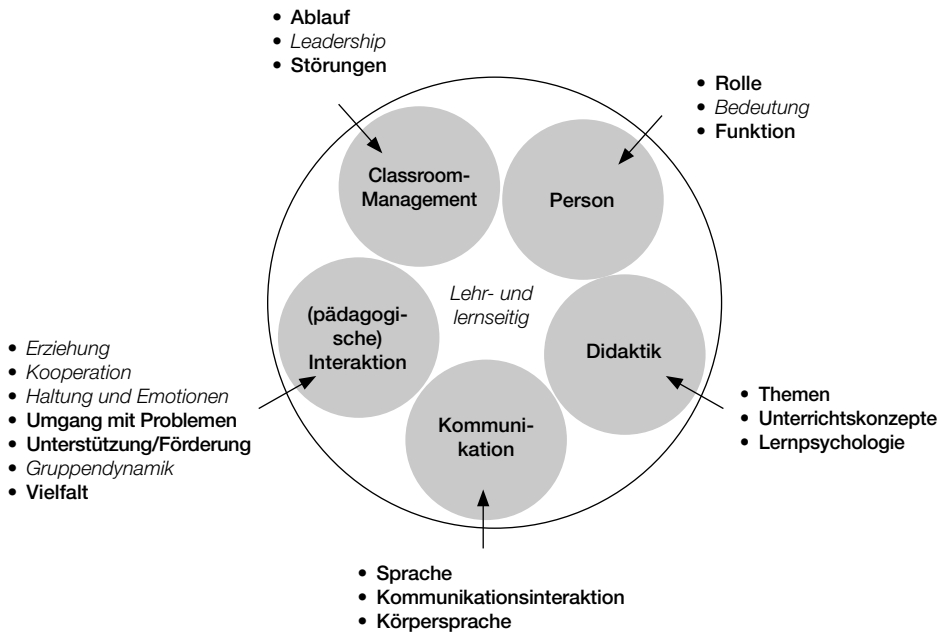 • Ablauf
• Leadership
• Störungen
• Rolle
• Bedeutung
• Funktion
Classroom-
Management
Person
Lehr- und
lernseitig
(pädagogi-
sche)
Interaktion
Didaktik
• Erziehung
• Kooperation
• Haltung und Emotionen
• Umgang mit Problemen
• Unterstützung/Förderung
• Gruppendynamik
• Vielfalt
• Themen
• Unterrichtskonzepte
• Lernpsychologie
Kommuni-
kation
• Sprache
• Kommunikationsinteraktion
• Körpersprache